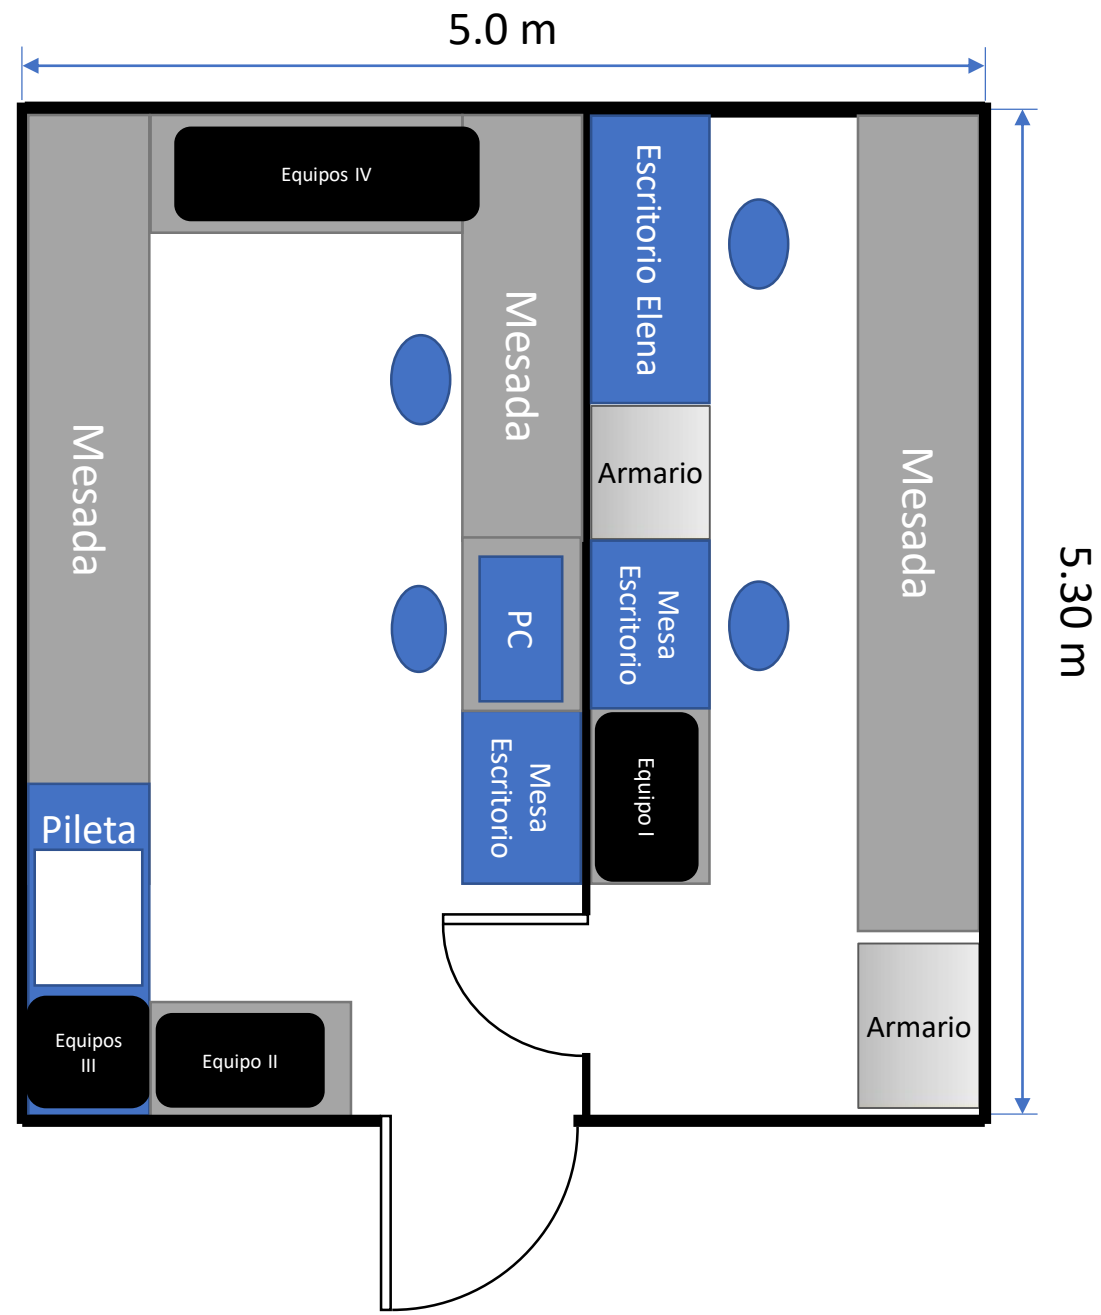 5.0 m
Equipos IV
Escritorio Elena
Mesada
Mesada
Armario
Mesada
5.30 m
PC
Mesa
Escritorio
Mesa
Escritorio
Equipo I
Pileta
Equipos
III
Equipo II
Armario